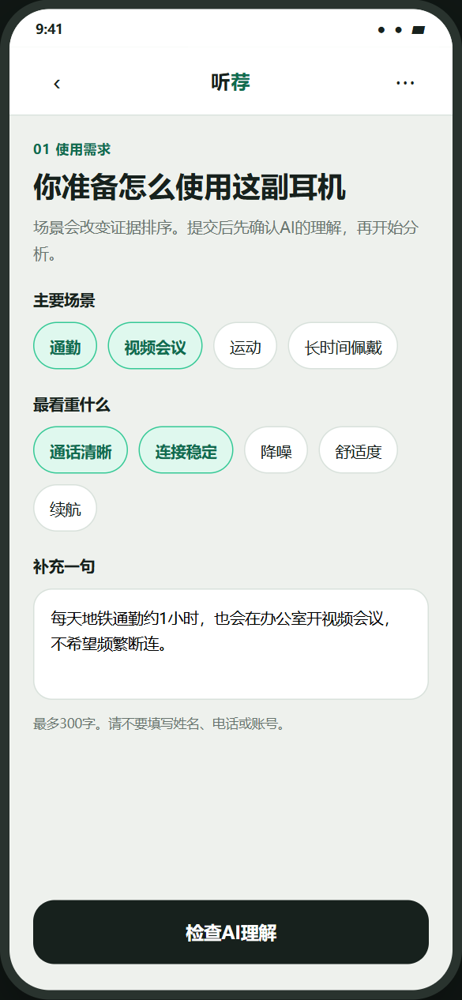 9:41
‹ 听荐 ···
01 使用需求
你准备怎么使用这副耳机
场景会改变证据排序。提交后先确认AI的理解，再开始分
析。
主要场景
通勤 视频会议 运动 长时间佩戴
最看重什么
通话清晰 连接稳定 降噪 舒适度
续航
补充一句
每天地铁通勤约1小时，也会在办公室开视频会议，
不希望频繁断连。
最多300字。请不要填写姓名、电话或账号。
检查AI理解